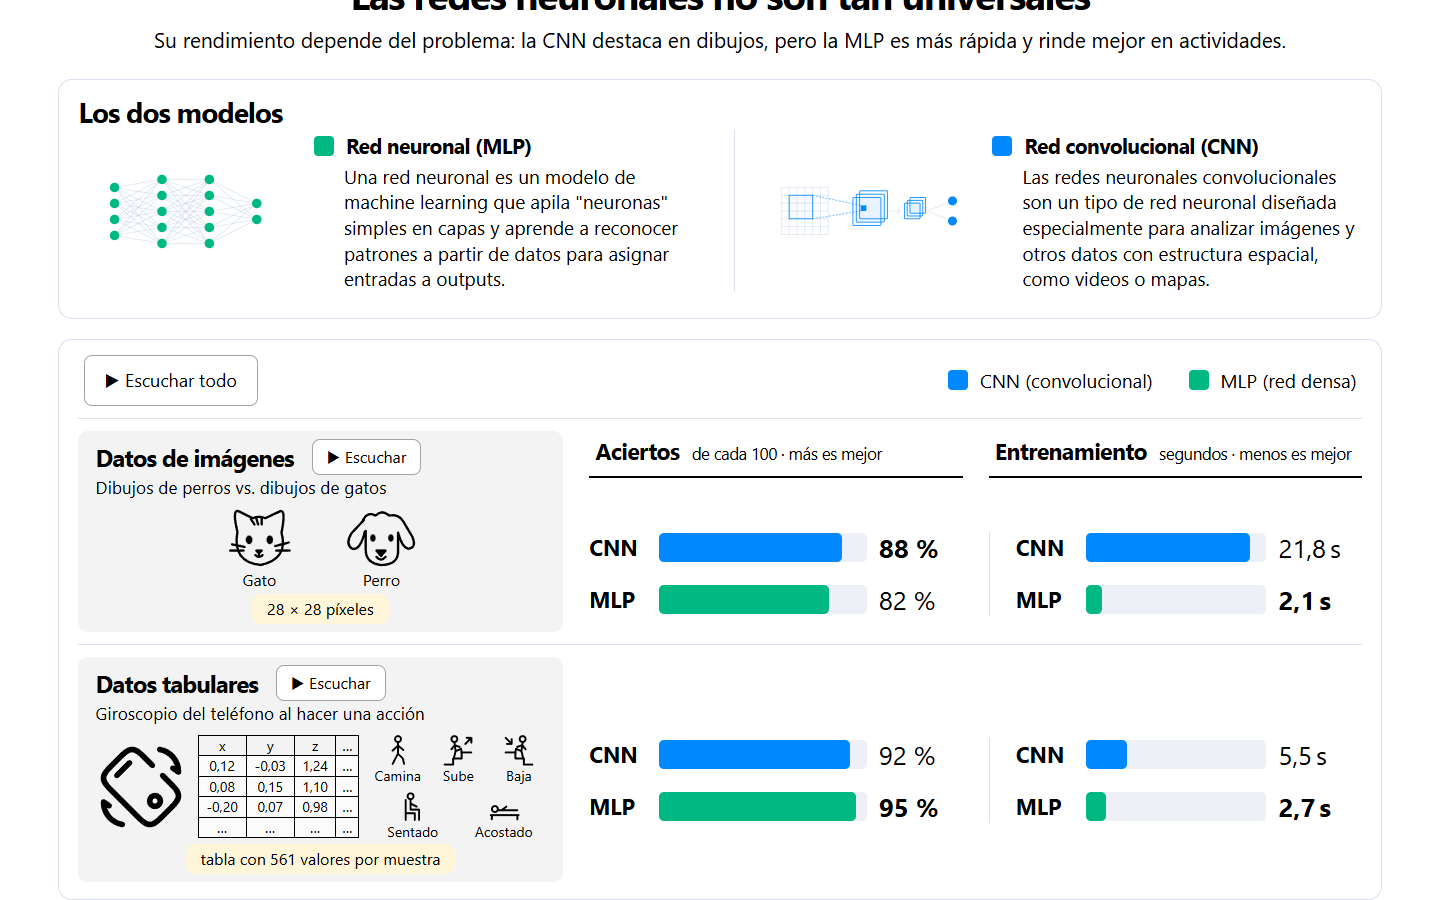 Las redes neuronales no son tan universales
Su rendimiento depende del problema: la CNN destaca en dibujos, pero la MLP es más rápida y rinde mejor en actividades.
Los dos modelos
Red neuronal (MLP)
Una red neuronal es un modelo de
machine learning que apila "neuronas"
simples en capas y aprende a reconocer
patrones a partir de datos para asignar
entradas a outputs.
Red convolucional (CNN)
Las redes neuronales convolucionales
son un tipo de red neuronal diseñada
especialmente para analizar imágenes y
otros datos con estructura espacial,
como videos o mapas.
▶ Escuchar todo
CNN (convolucional)
MLP (red densa)
Datos de imágenes
▶ Escuchar
Dibujos de perros vs. dibujos de gatos
Gato
Perro
28 × 28 píxeles
Aciertos de cada 100 · más es mejor
CNN 88 %
MLP 82 %
Entrenamiento segundos · menos es mejor
CNN 21,8 s
MLP 2,1 s
Datos tabulares
▶ Escuchar
Giroscopio del teléfono al hacer una acción
x y z ...
0,12 -0,03 1,24 ...
0,08 0,15 1,10 ...
-0,20 0,07 0,98 ...
... ... ... ...
Camina Sube Baja
Sentado Acostado
tabla con 561 valores por muestra
CNN 92 %
MLP 95 %
CNN 5,5 s
MLP 2,7 s